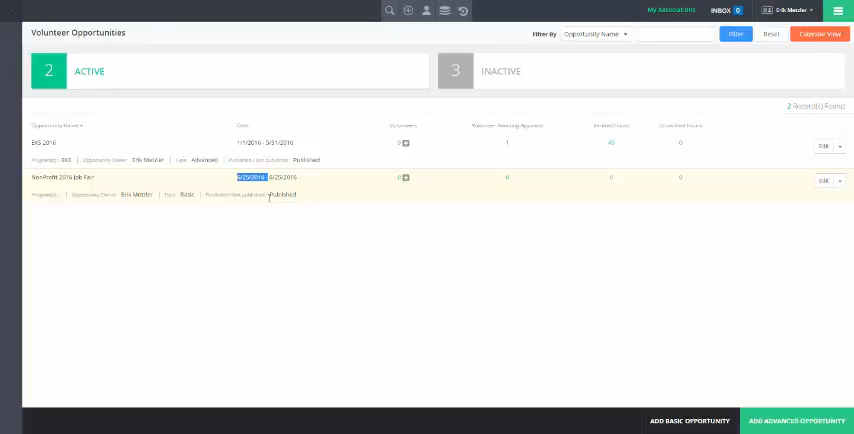 My Associations INBOX 0 Erik Metzler
Volunteer Opportunities Filter By Opportunity Name Filter Reset Calendar View
2 ACTIVE 3 INACTIVE
2 Record(s) Found
Opportunity Name Date Volunteers Volunteer Awaiting Approval Verified Hours Unverified Hours
EKS 2016 1/1/2016 - 5/31/2016 0 1 Edit
Program(s) : EKS | Opportunity Owner Erik Metzler | Type Advanced | Published / Not published : Published
NonProfit 2016 Job Fair 6/25/2016 - 6/25/2016 0 0 0 0 Edit
Program(s) : | Opportunity Owner Erik Metzler | Type Basic | Published / Not published : Published
ADD BASIC OPPORTUNITY ADD ADVANCED OPPORTUNITY